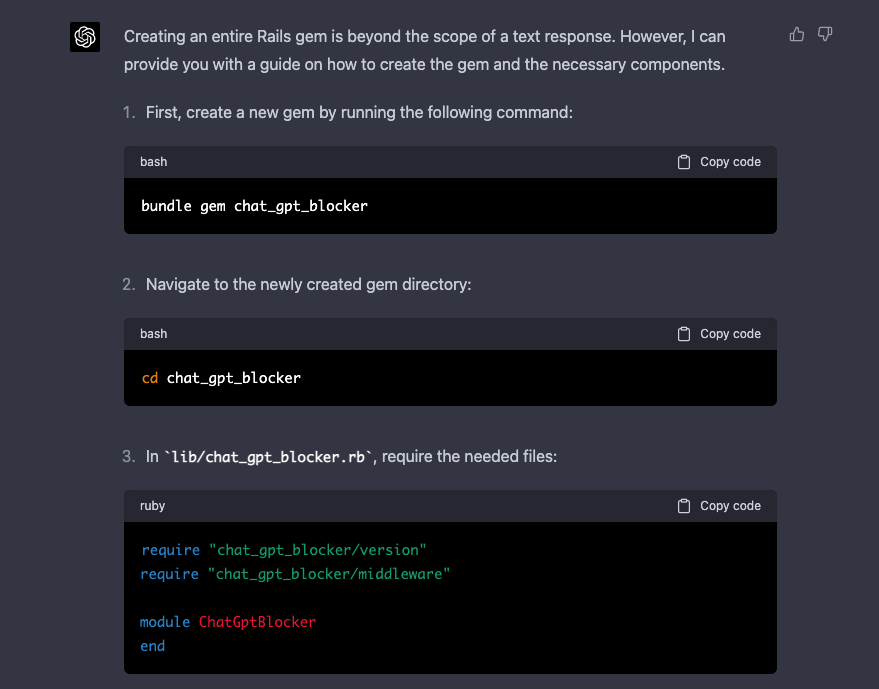 Creating an entire Rails gem is beyond the scope of a text response. However, I can
provide you with a guide on how to create the gem and the necessary components.
1. First, create a new gem by running the following command:
bash Copy code
bundle gem chat_gpt_blocker
2. Navigate to the newly created gem directory:
bash Copy code
cd chat_gpt_blocker
3. In `lib/chat_gpt_blocker.rb`, require the needed files:
ruby Copy code
require "chat_gpt_blocker/version"
require "chat_gpt_blocker/middleware"
module ChatGptBlocker
end